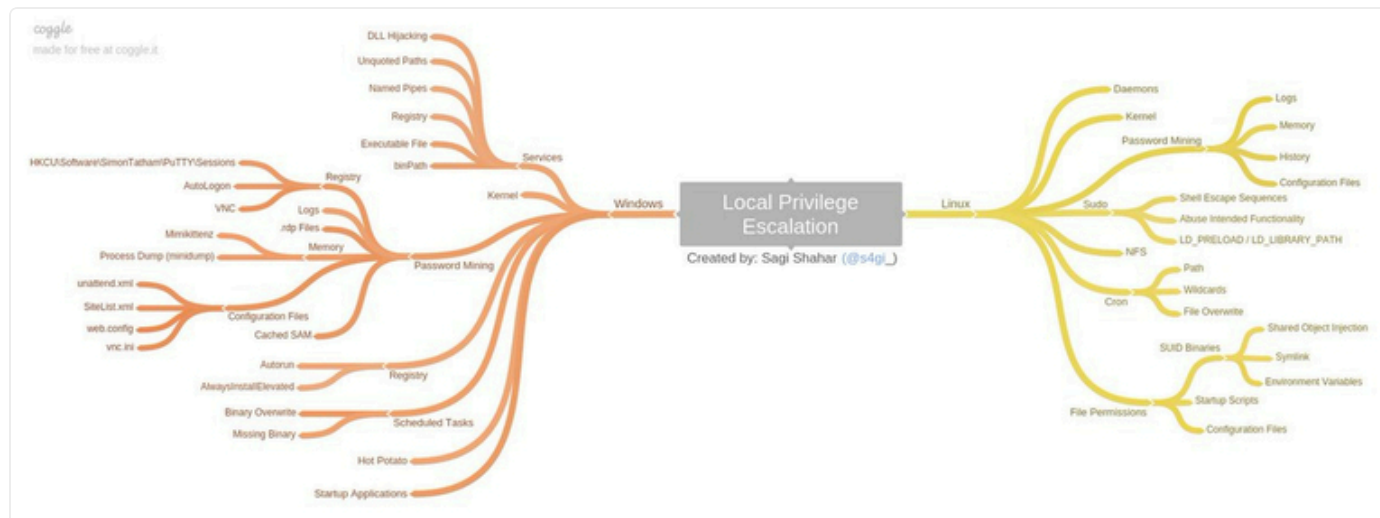 coggle
made for free at coggle.it
Local Privilege
Escalation
Created by: Sagi Shahar (@s4gi_)
Windows
Services
DLL Hijacking
Unquoted Paths
Named Pipes
Registry
Executable File
binPath
Kernel
Password Mining
Registry
HKCU\Software\SimonTatham\PuTTY\Sessions
AutoLogon
VNC
Logs
.rdp Files
Memory
Mimikittenz
Process Dump (minidump)
Configuration Files
unattend.xml
SiteList.xml
web.config
vnc.ini
Cached SAM
Registry
Autorun
AlwaysInstallElevated
Scheduled Tasks
Binary Overwrite
Missing Binary
Hot Potato
Startup Applications
Linux
Daemons
Kernel
Password Mining
Logs
Memory
History
Configuration Files
Sudo
Shell Escape Sequences
Abuse Intended Functionality
LD_PRELOAD / LD_LIBRARY_PATH
NFS
Cron
Path
Wildcards
File Overwrite
File Permissions
SUID Binaries
Shared Object Injection
Symlink
Environment Variables
Startup Scripts
Configuration Files